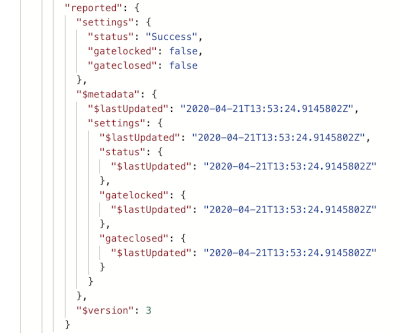 "reported": {
"settings": {
"status": "Success",
"gatelocked": false,
"gateclosed": false
},
"$metadata": {
"$lastUpdated": "2020-04-21T13:53:24.9145802Z",
"settings": {
"$lastUpdated": "2020-04-21T13:53:24.9145802Z",
"status": {
"$lastUpdated": "2020-04-21T13:53:24.9145802Z"
},
"gatelocked": {
"$lastUpdated": "2020-04-21T13:53:24.9145802Z"
},
"gateclosed": {
"$lastUpdated": "2020-04-21T13:53:24.9145802Z"
}
}
},
"$version": 3
}